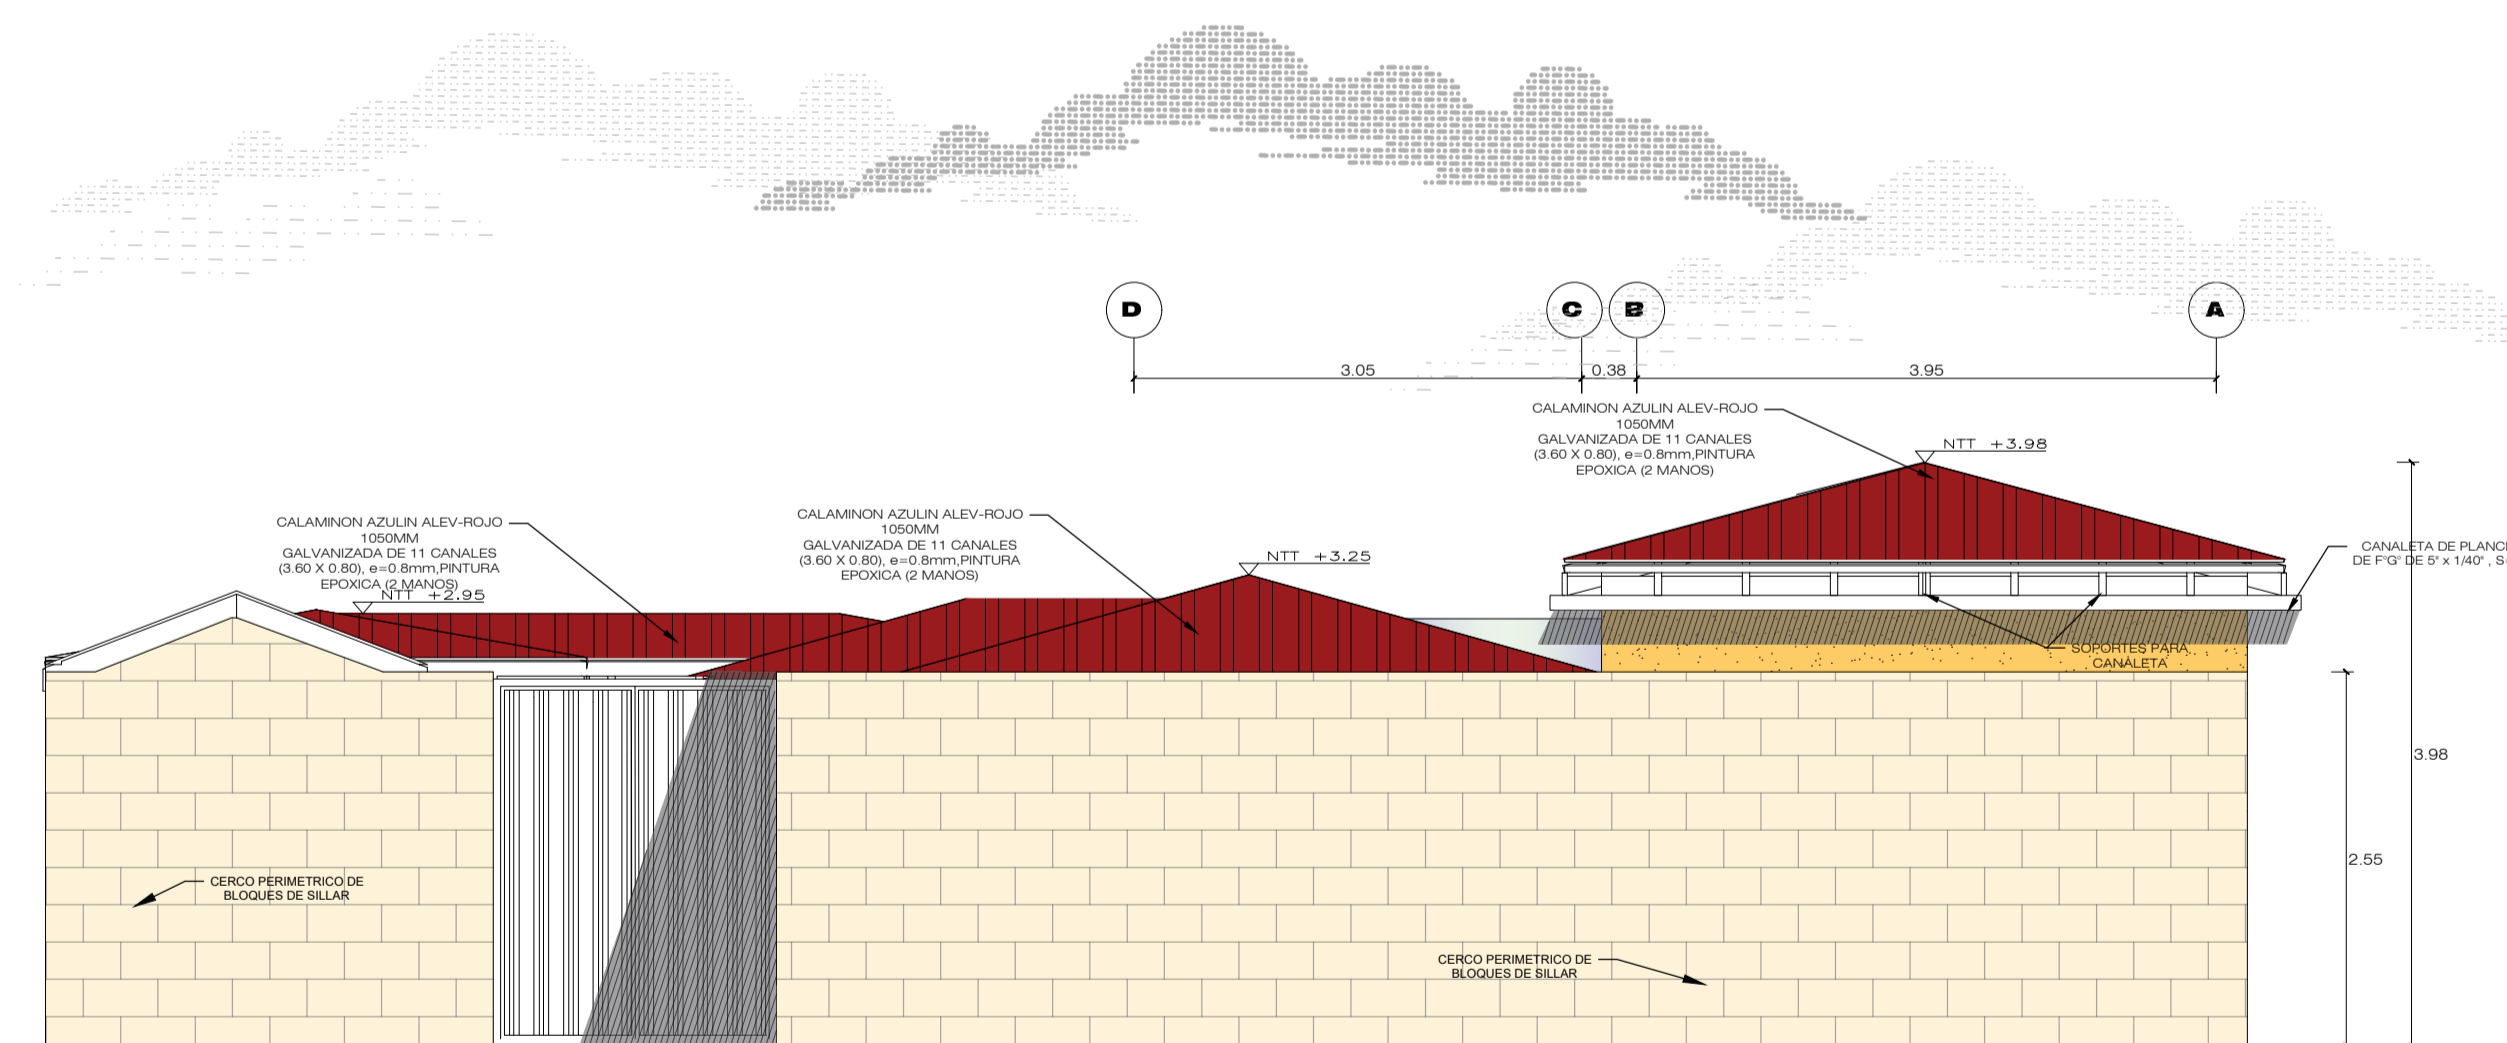 D
C
B
A
3.05
0.38
3.95
CALAMINON AZULIN ALEV-ROJO
1050MM
GALVANIZADA DE 11 CANALES
(3.60 X 0.80), e=0.8mm,PINTURA
EPOXICA (2 MANOS)
NTT +3.98
CALAMINON AZULIN ALEV-ROJO
1050MM
GALVANIZADA DE 11 CANALES
(3.60 X 0.80), e=0.8mm,PINTURA
EPOXICA (2 MANOS)
NTT +3.25
CALAMINON AZULIN ALEV-ROJO
1050MM
GALVANIZADA DE 11 CANALES
(3.60 X 0.80), e=0.8mm,PINTURA
EPOXICA (2 MANOS)
NTT +2.95
CANALETA DE PLANC
DE F°G° DE 5" x 1/40" , S
SOPORTES PARA
CANALETA
3.98
2.55
CERCO PERIMETRICO DE
BLOQUES DE SILLAR
CERCO PERIMETRICO DE
BLOQUES DE SILLAR